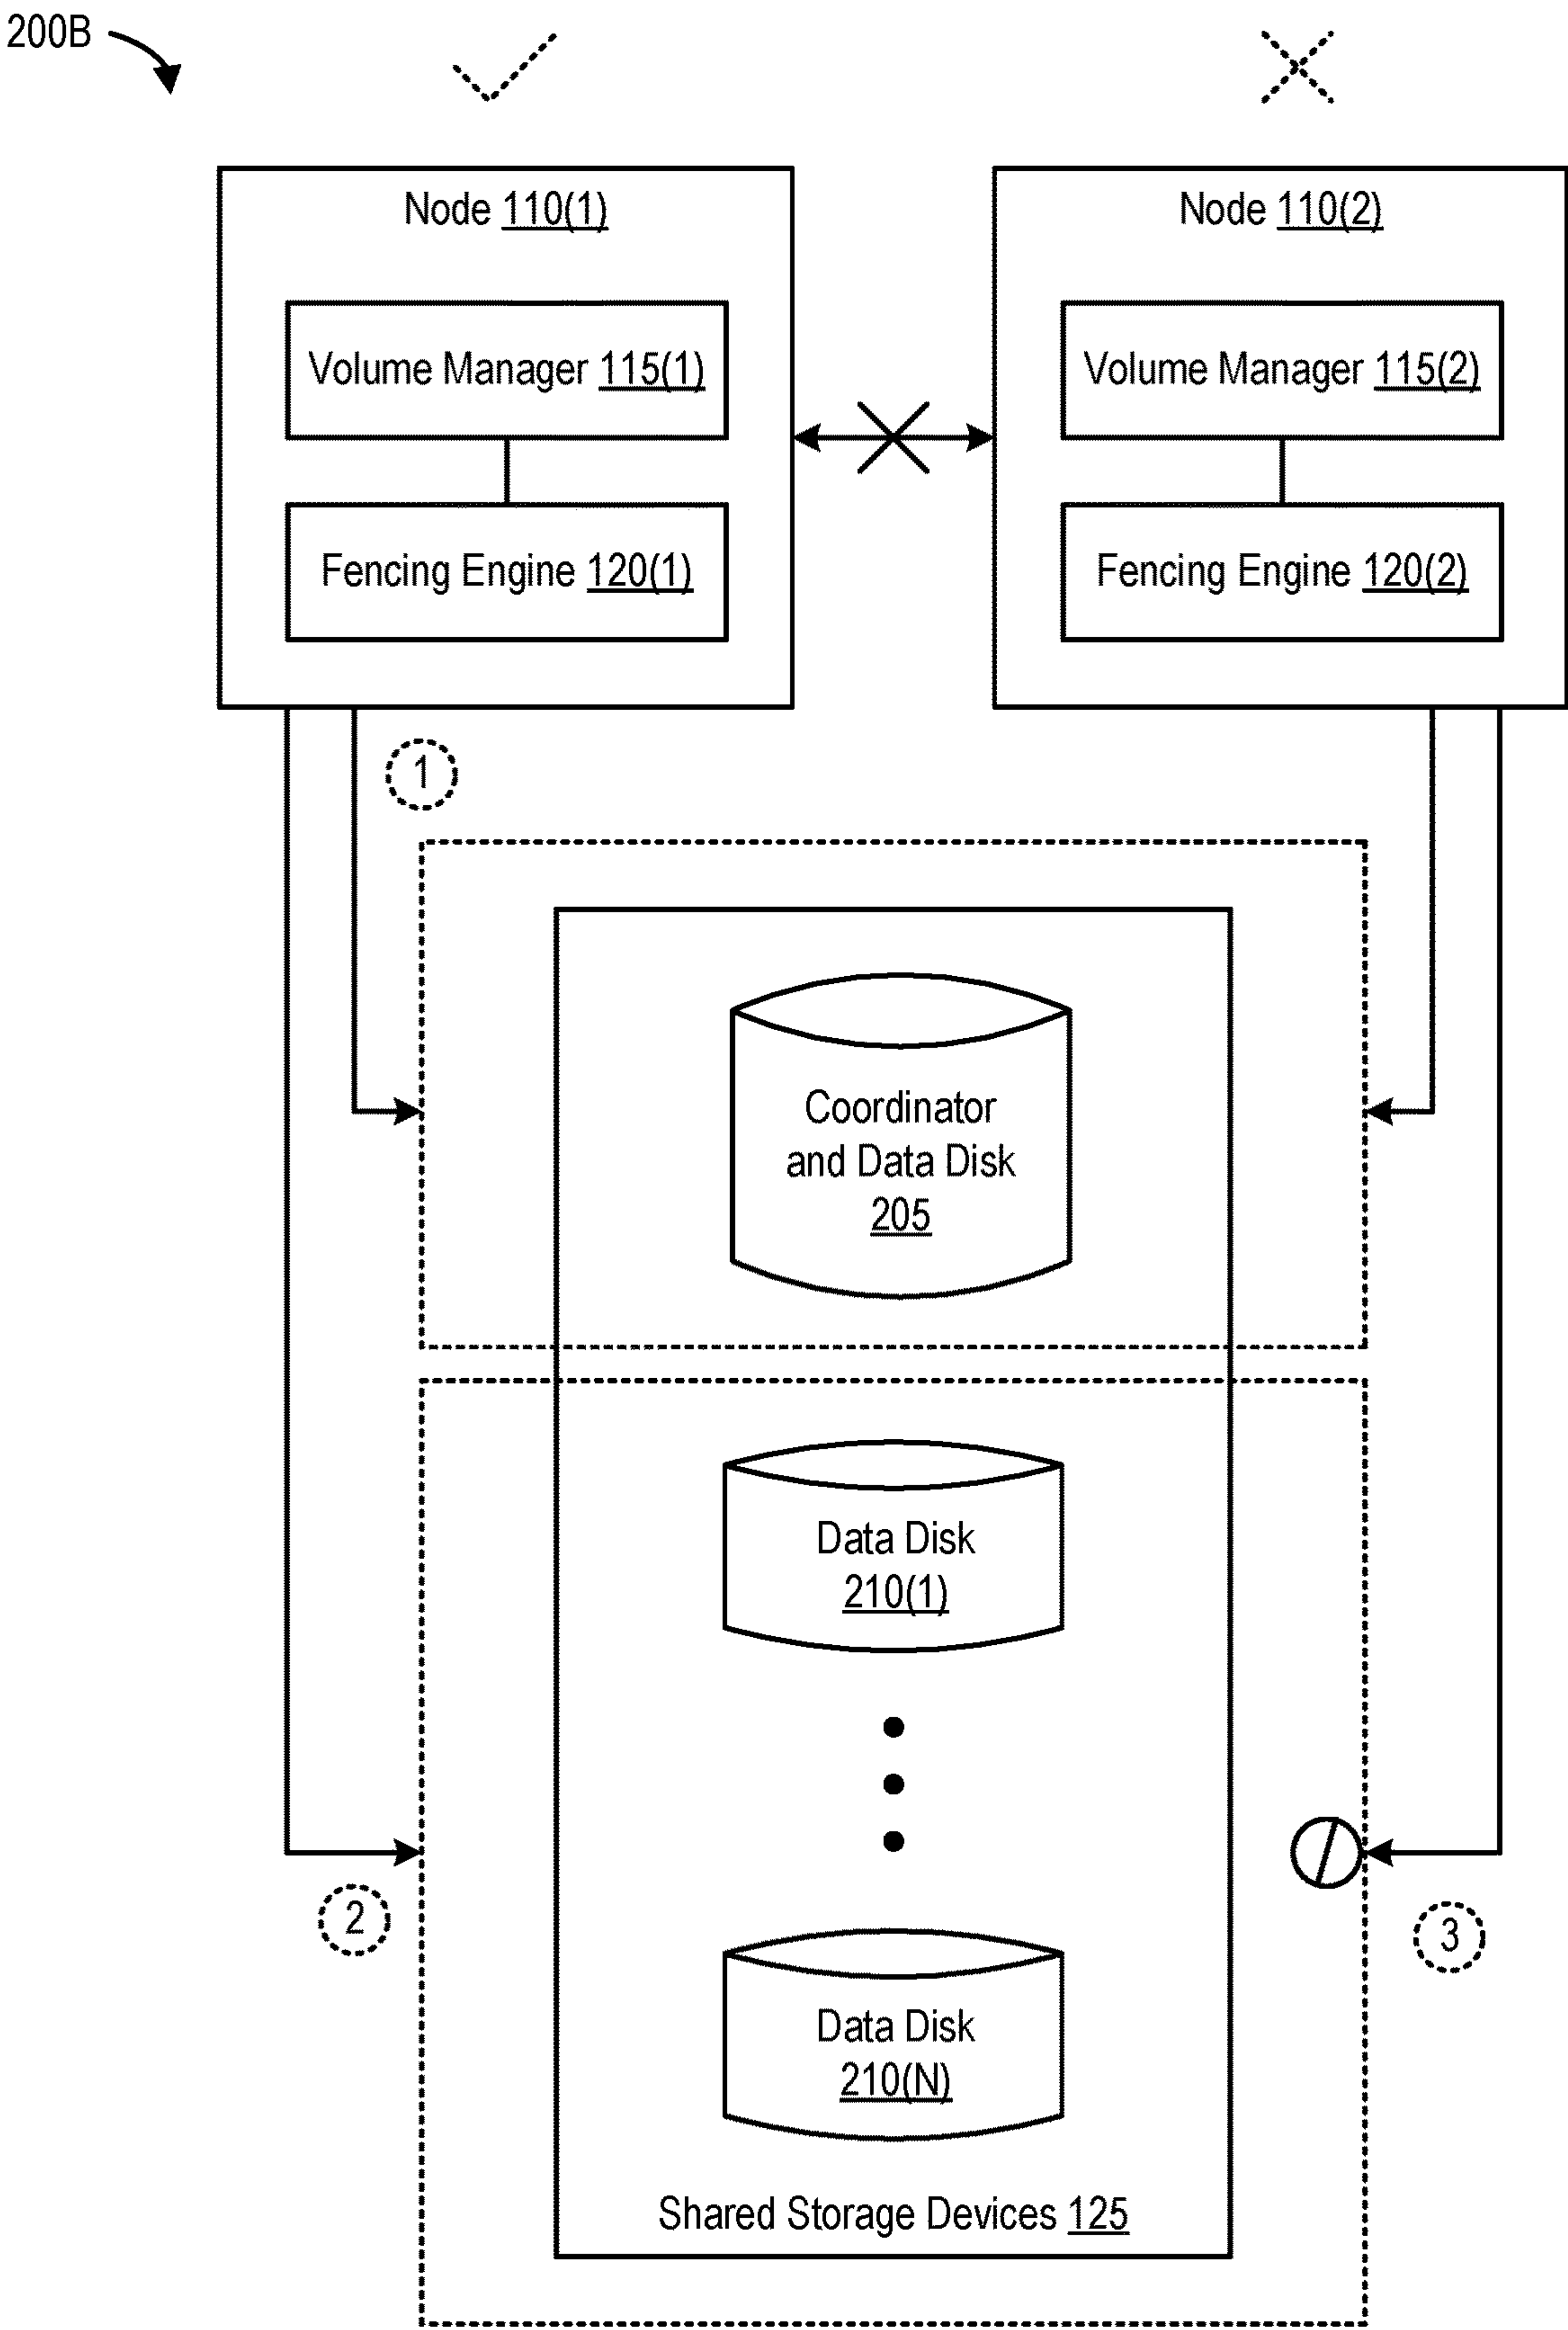 200B
Node 110(1)
Volume Manager 115(1)
Fencing Engine 120(1)
Node 110(2)
Volume Manager 115(2)
Fencing Engine 120(2)
1
Coordinator
and Data Disk
205
Data Disk
210(1)
2
3
Data Disk
210(N)
Shared Storage Devices 125